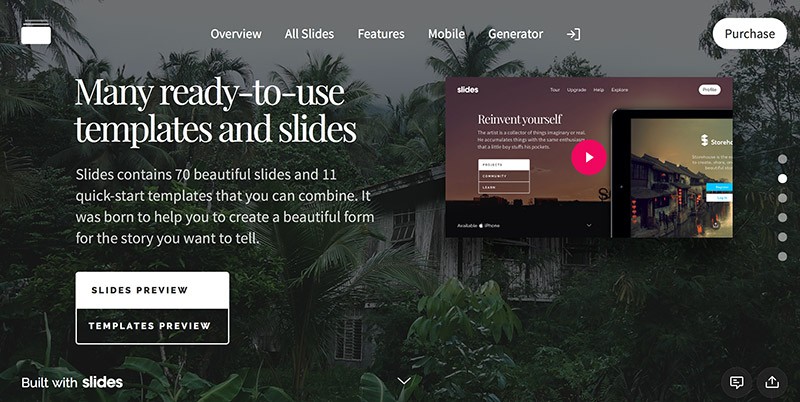 Overview
All Slides
Features
Mobile
Generator
Purchase
Many ready-to-use
templates and slides
Slides contains 70 beautiful slides and 11
quick-start templates that you can combine. It
was born to help you to create a beautiful form
for the story you want to tell.
SLIDES PREVIEW
TEMPLATES PREVIEW
slides
Tour
Upgrade
Help
Explore
Profile
Reinvent yourself
The artist is a collector of things imaginary or real.
He accumulates things with the same enthusiasm
that a little boy stuffs his pockets.
PROJECTS
COMMUNITY
LEARN
Available
iPhone
Built with slides